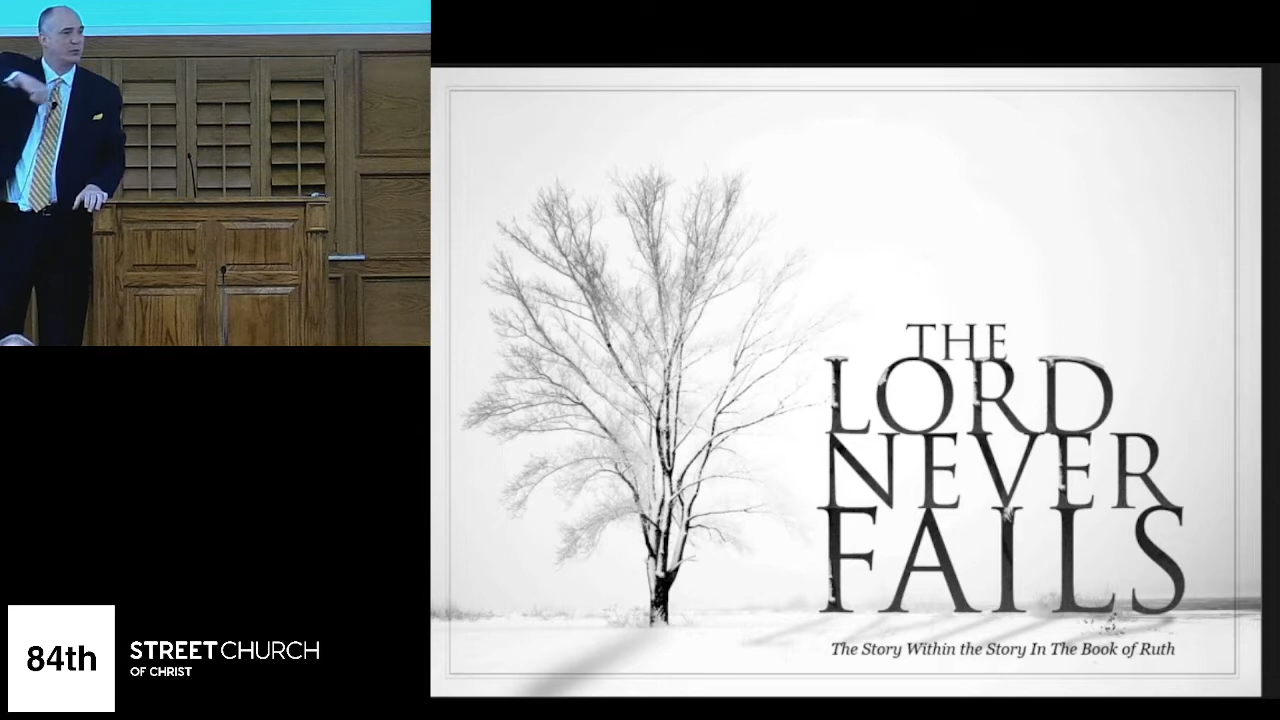 THE
LORD
NEVER
FAILS
The Story Within the Story In The Book of Ruth
84th
STREET CHURCH
OF CHRIST